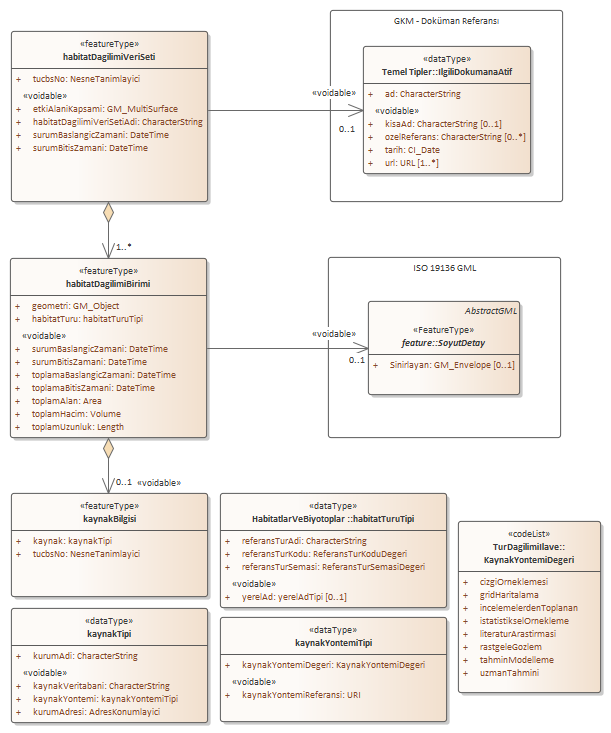 «featureType»
habitatDagilimiVeriSeti
+ tucbsNo: NesneTanimlayici
«voidable»
+ etkiAlaniKapsami: GM_MultiSurface
+ habitatDagilimiVeriSetiAdi: CharacterString
+ surumBaslangicZamani: DateTime
+ surumBitisZamani: DateTime
GKM - Doküman Referansı
«dataType»
Temel Tipler::IlgiliDokumanaAtif
+ ad: CharacterString
«voidable»
+ kisaAd: CharacterString [0..1]
+ ozelReferans: CharacterString [0..*]
+ tarih: CI_Date
+ url: URL [1..*]
«voidable»
0..1
1..*
«featureType»
habitatDagilimiBirimi
+ geometri: GM_Object
+ habitatTuru: habitatTuruTipi
«voidable»
+ surumBaslangicZamani: DateTime
+ surumBitisZamani: DateTime
+ toplamaBaslangicZamani: DateTime
+ toplamaBitisZamani: DateTime
+ toplamAlan: Area
+ toplamHacim: Volume
+ toplamUzunluk: Length
ISO 19136 GML
AbstractGML
«FeatureType»
feature::SoyutDetay
+ Sinirlayan: GM_Envelope [0..1]
«voidable»
0..1
0..1 «voidable»
«featureType»
kaynakBilgisi
+ kaynak: kaynakTipi
+ tucbsNo: NesneTanimlayici
«dataType»
HabitatlarVeBiyotoplar ::habitatTuruTipi
+ referansTurAdi: CharacterString
+ referansTurKodu: ReferansTurKoduDegeri
+ referansTurSemasi: ReferansTurSemasiDegeri
«voidable»
+ yerelAd: yerelAdTipi [0..1]
«codeList»
TurDagilimiIlave::
KaynakYontemiDegeri
+ cizgiOrneklemesi
+ gridHaritalama
+ incelemelerdenToplanan
+ istatistikselOrnekleme
+ literaturArastirmasi
+ rastgeleGozlem
+ tahminModelleme
+ uzmanTahmini
«dataType»
kaynakTipi
+ kurumAdi: CharacterString
«voidable»
+ kaynakVeritabani: CharacterString
+ kaynakYontemi: kaynakYontemiTipi
+ kurumAdresi: AdresKonumlayici
«dataType»
kaynakYontemiTipi
+ kaynakYontemiDegeri: KaynakYontemiDegeri
«voidable»
+ kaynakYontemiReferansi: URI